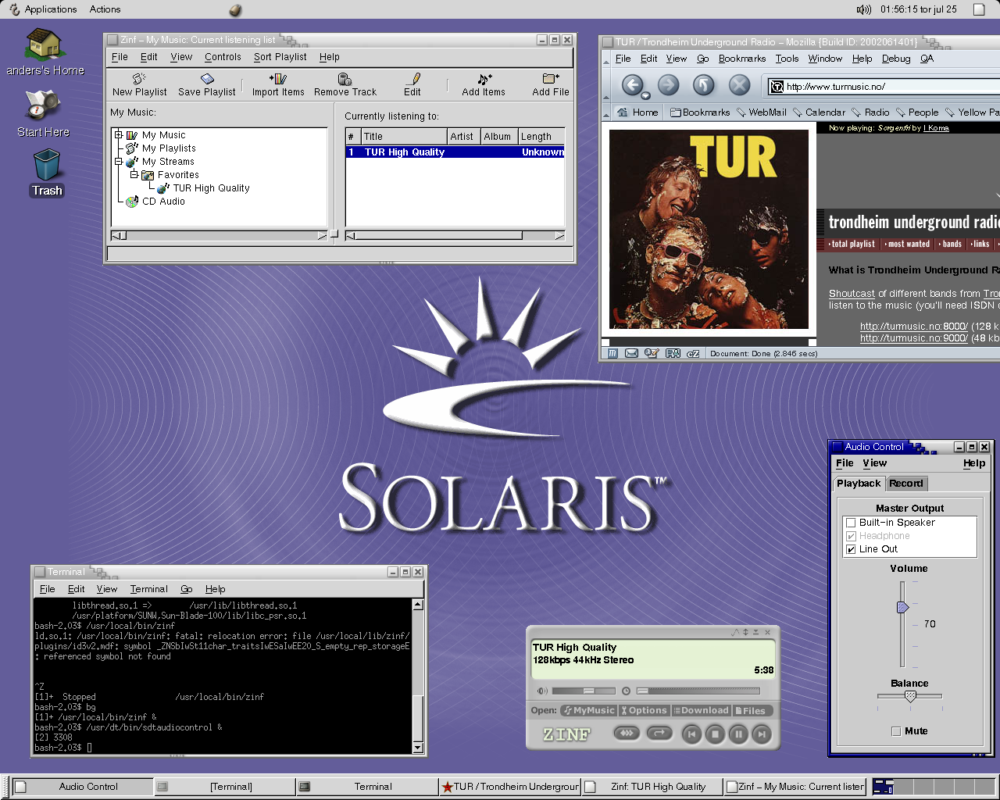 Applications Actions
01:56:15 tor jul 25
anders's Home
Start Here
Trash
Zinf – My Music: Current listening list
File Edit View Controls Sort Playlist Help
New Playlist Save Playlist Import Items Remove Track Edit Add Items Add File
My Music:
My Music
My Playlists
My Streams
Favorites
TUR High Quality
CD Audio
Currently listening to:
# Title Artist Album Length
1 TUR High Quality Unknown
TUR / Trondheim Underground Radio – Mozilla {Build ID: 2002061401}
File Edit View Go Bookmarks Tools Window Help Debug QA
http://www.turmusic.no/
Home Bookmarks WebMail Calendar Radio People Yellow Pa
TUR
Now playing: Sorgenfri by I Koma
trondheim underground radio
total playlist most wanted bands links
What is Trondheim Underground Ra
Shoutcast of different bands from Tron
listen to the music (you'll need ISDN o
http://turmusic.no:8000/ (128 k
http://turmusic.no:9000/ (48 kb
Document: Done (2.846 secs)
SOLARIS™
Audio Control
File View Help
Playback Record
Master Output
Built-in Speaker
Headphone
Line Out
Volume
70
Balance
Mute
Terminal
File Edit View Terminal Go Help
libthread.so.1 => /usr/lib/libthread.so.1
/usr/platform/SUNW,Sun-Blade-100/lib/libc_psr.so.1
bash-2.03$ /usr/local/bin/zinf
ld.so.1: /usr/local/bin/zinf: fatal: relocation error: file /usr/local/lib/zinf/
plugins/id3v2.mdf: symbol _ZNSbIwSt11char_traitsIwESaIwEE20_S_empty_rep_storageE
: referenced symbol not found
^Z
[1]+ Stopped /usr/local/bin/zinf
bash-2.03$ bg
[1]+ /usr/local/bin/zinf &
bash-2.03$ /usr/dt/bin/sdtaudiocontrol &
[2] 3308
bash-2.03$
TUR High Quality
128kbps 44kHz Stereo
5:38
Open: MyMusic Options Download Files
ZINF
Audio Control [Terminal] Terminal TUR / Trondheim Undergrour Zinf: TUR High Quality Zinf – My Music: Current lister